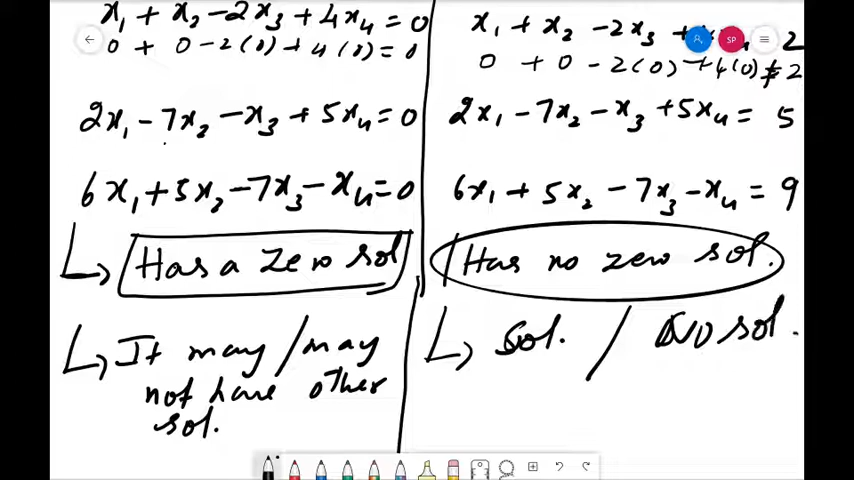 x₁ + x₂ - 2x₃ + 4x₄ = 0
0 + 0 - 2(0) + 4(0) = 0
2x₁ - 7x₂ - x₃ + 5x₄ = 0
6x₁ + 5x₂ - 7x₃ - x₄ = 0
Has a zero sol
It may / may
not have other
sol.
x₁ + x₂ - 2x₃ + 2
SP
0 + 0 - 2(0) + 4(0) ≠ 2
2x₁ - 7x₂ - x₃ + 5x₄ = 5
6x₁ + 5x₂ - 7x₃ - x₄ = 9
Has no zero sol.
Sol. / No sol.